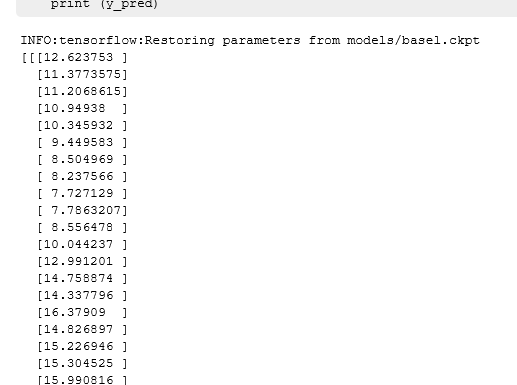 print (y_pred)
INFO:tensorflow:Restoring parameters from models/basel.ckpt
[[[12.623753 ]
[11.3773575]
[11.2068615]
[10.94938  ]
[10.345932 ]
[ 9.449583 ]
[ 8.504969 ]
[ 8.237566 ]
[ 7.727129 ]
[ 7.7863207]
[ 8.556478 ]
[10.044237 ]
[12.991201 ]
[14.758874 ]
[14.337796 ]
[16.37909  ]
[14.826897 ]
[15.226946 ]
[15.304525 ]
[15.990816 ]